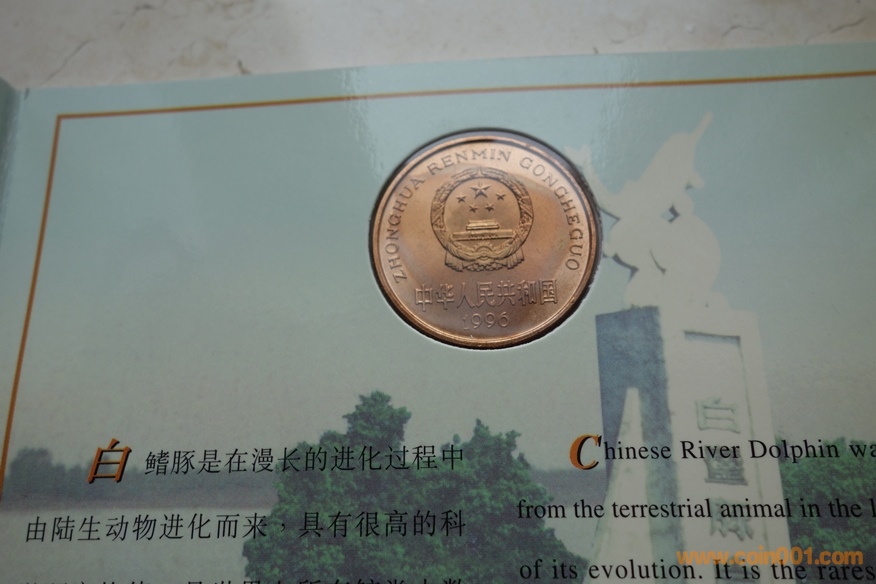 ZHONGHUA RENMIN GONGHEGUO
中华人民共和国
1996
白鳍豚是在漫长的进化过程中
由陆生动物进化而来，具有很高的科
Chinese River Dolphin wa
from the terrestrial animal in the
of its evolution. It is the rares
www.coin001.com